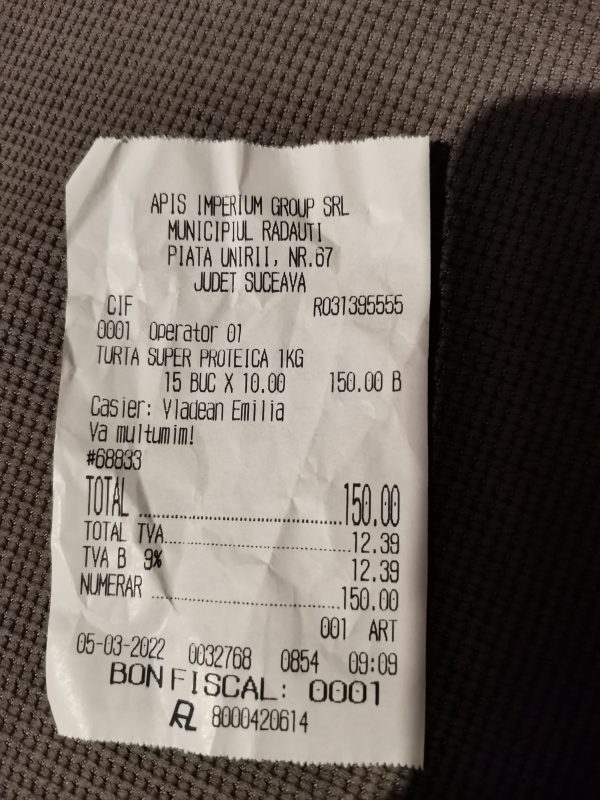 APIS IMPERIUM GROUP SRL
MUNICIPIUL RADAUTI
PIATA UNIRII, NR.67
JUDET SUCEAVA
CIF RO31395555
0001 Operator 01
TURTA SUPER PROTEICA 1KG
15 BUC X 10.00 150.00 B
Casier: Vladean Emilia
Va multumim!
#68833
TOTAL ........................150.00
TOTAL TVA........................12.39
TVA B 9% 12.39
NUMERAR ........................150.00
001 ART
05-03-2022 0032768 0854 09:09
BON FISCAL: 0001
8000420614